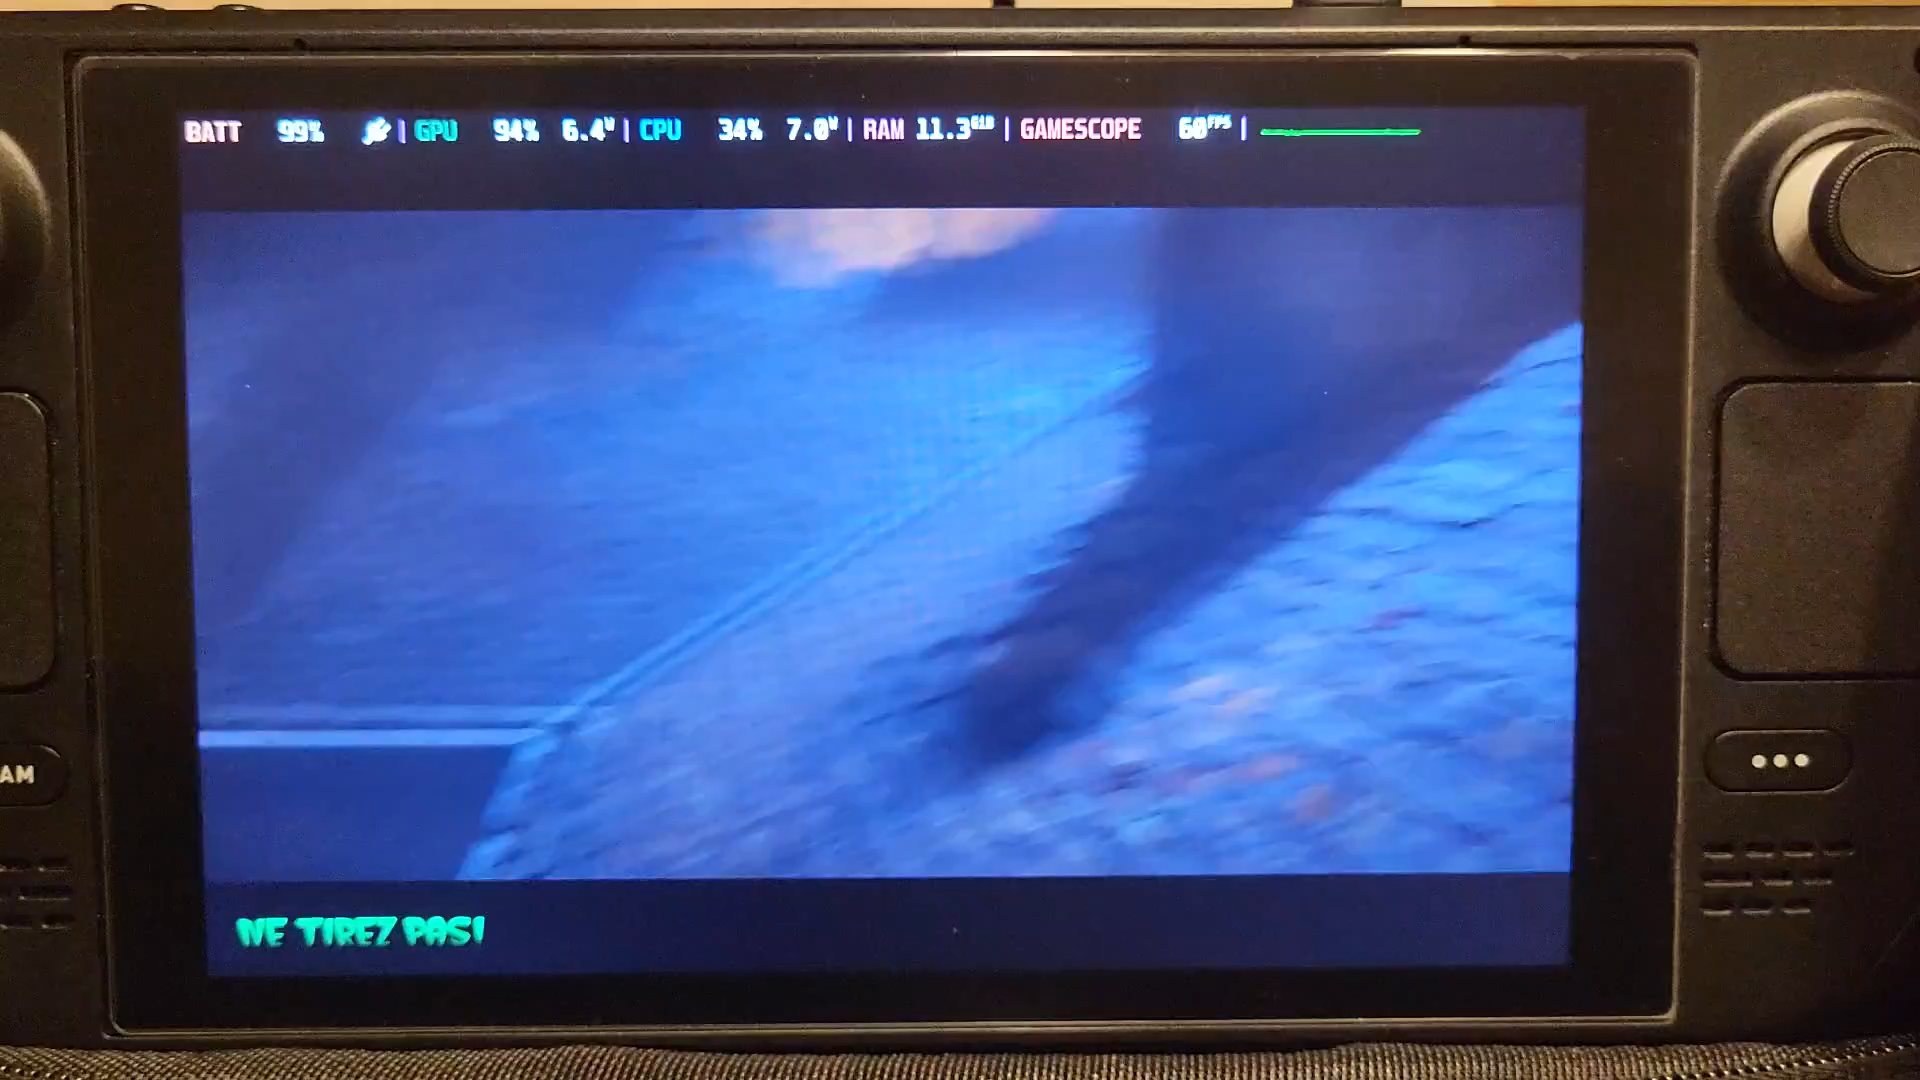 BATT 99% | GPU 94% 6.4W | CPU 34% 7.0W | RAM 11.3GiB | GAMESCOPE 60FPS |
AM
NE TIREZ PAS!